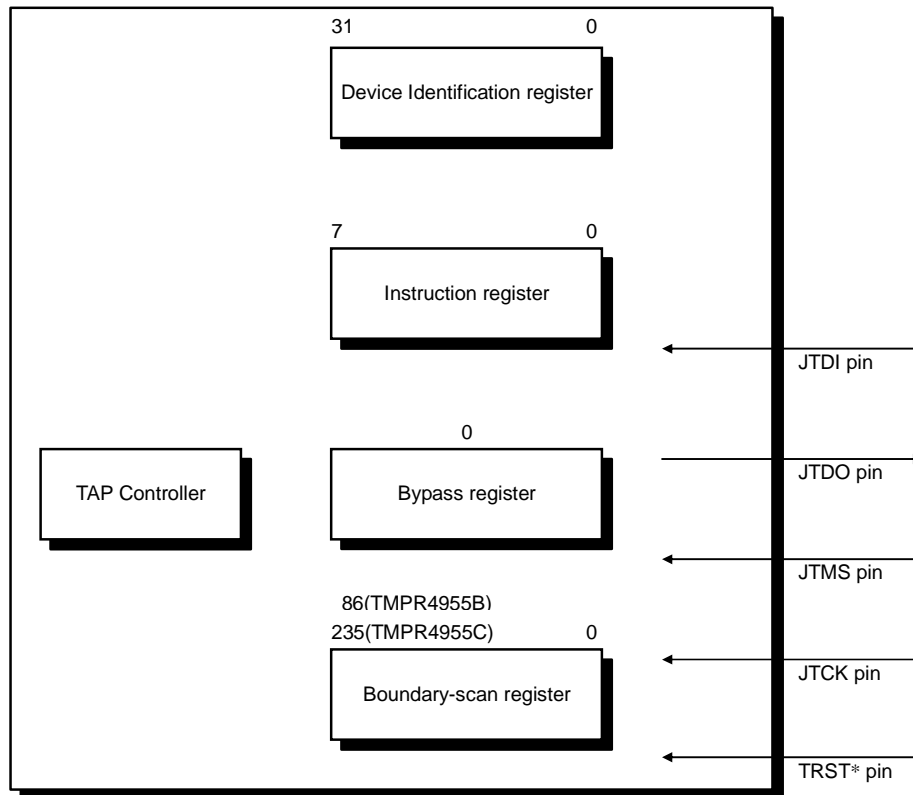 31 0
Device Identification register
7 0
Instruction register
JTDI pin
0
TAP Controller
Bypass register
JTDO pin
JTMS pin
86(TMPR4955B)
235(TMPR4955C) 0
Boundary-scan register
JTCK pin
TRST* pin